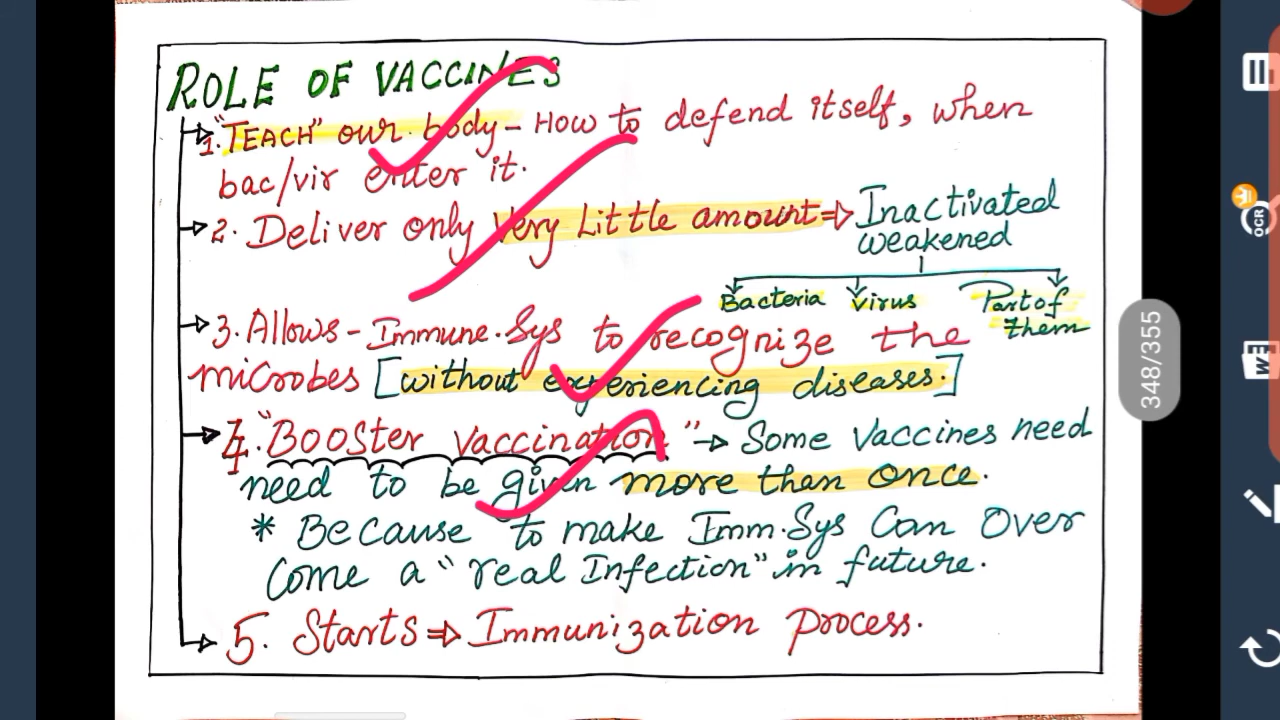 ROLE OF VACCINES
1. "TEACH" our body - How to defend itself, when
bac/vir enter it.
2. Deliver only Very Little amount ⇒ Inactivated
weakened
Bacteria Virus Part of
them
3. Allows - Immune.Sys to recognize the
microbes [without experiencing diseases.]
4. "Booster vaccination" → Some Vaccines need
need to be given more than once.
* Because to make Imm.Sys Can Over
Come a "real Infection" in future.
5. Starts ⇒ Immunization process.
348/355
OCR
W/E